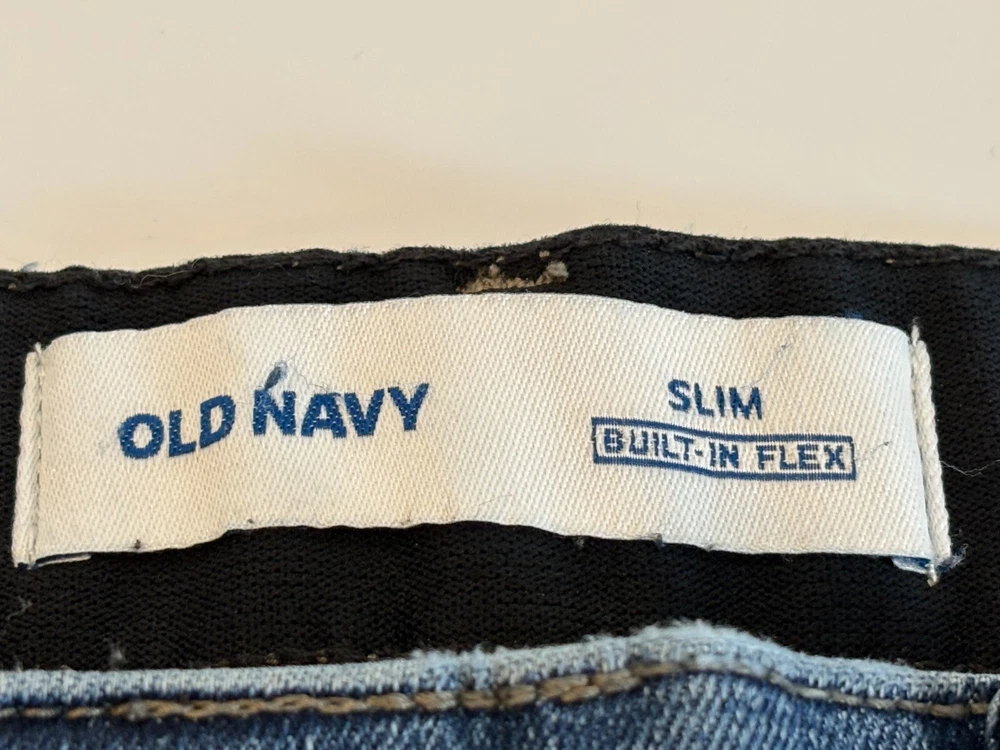 OLD NAVY
SLIM
BUILT-IN FLEX